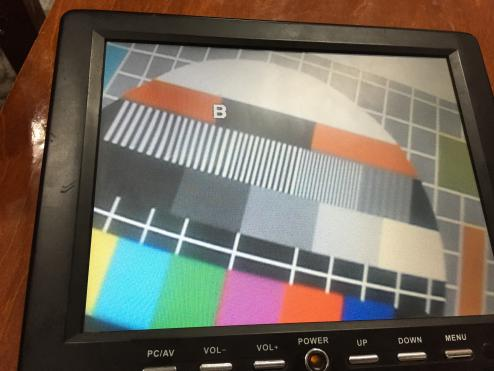 B
PC/AV VOL− VOL+ POWER UP DOWN MENU